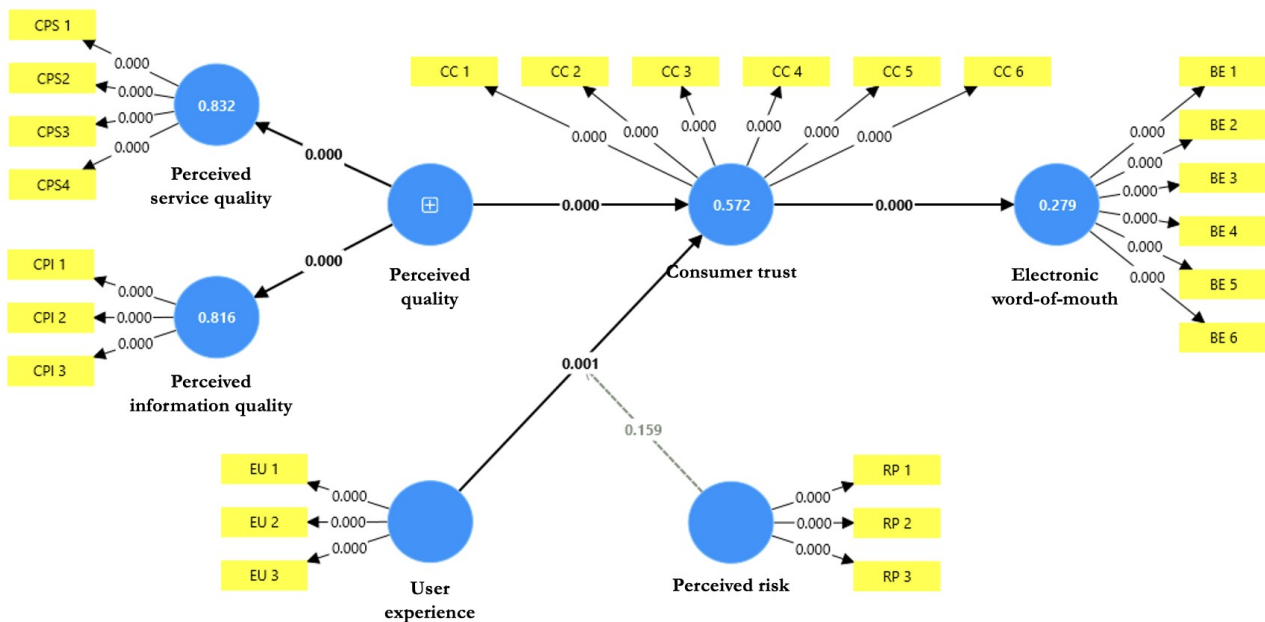 CPS 1
CPS2
CPS3
CPS4
0.000
0.000
0.000
0.000
0.832
Perceived
service quality
CPI 1
CPI 2
CPI 3
0.000
0.000
0.000
0.816
Perceived
information quality
0.000
0.000
Perceived
quality
0.000
CC 1
CC 2
CC 3
CC 4
CC 5
CC 6
0.000
0.000
0.000
0.000
0.000
0.000
0.572
Consumer trust
0.000
0.279
Electronic
word-of-mouth
0.000
0.000
0.000
0.000
0.000
0.000
BE 1
BE 2
BE 3
BE 4
BE 5
BE 6
0.001
0.159
EU 1
EU 2
EU 3
0.000
0.000
0.000
User
experience
Perceived risk
0.000
0.000
0.000
RP 1
RP 2
RP 3